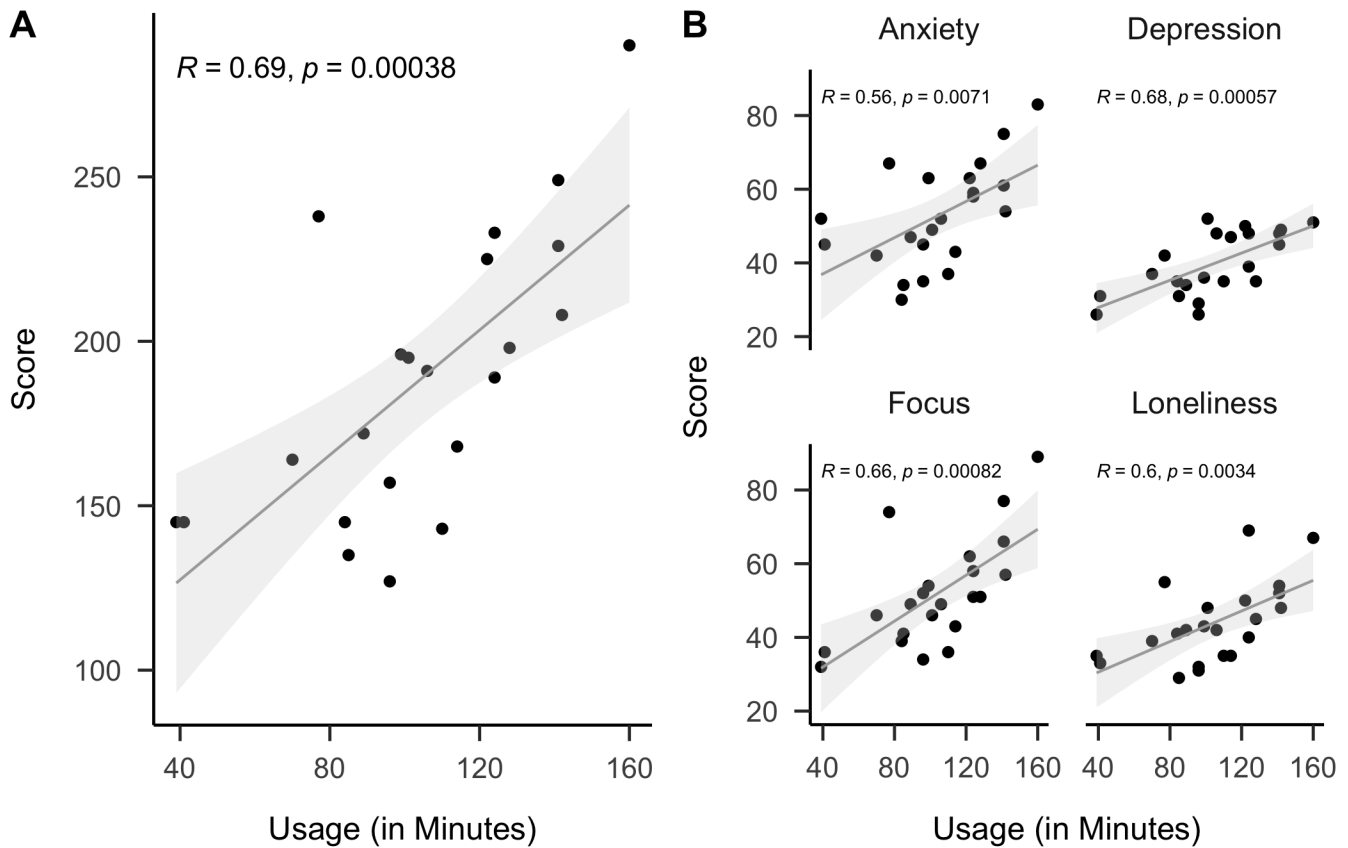 A
R = 0.69, p = 0.00038
250
200
150
100
Score
40 80 120 160
Usage (in Minutes)
B
Anxiety Depression
R = 0.56, p = 0.0071 R = 0.68, p = 0.00057
80
60
40
20
Score
Focus Loneliness
R = 0.66, p = 0.00082 R = 0.6, p = 0.0034
80
60
40
20
40 80 120 160 40 80 120 160
Usage (in Minutes)